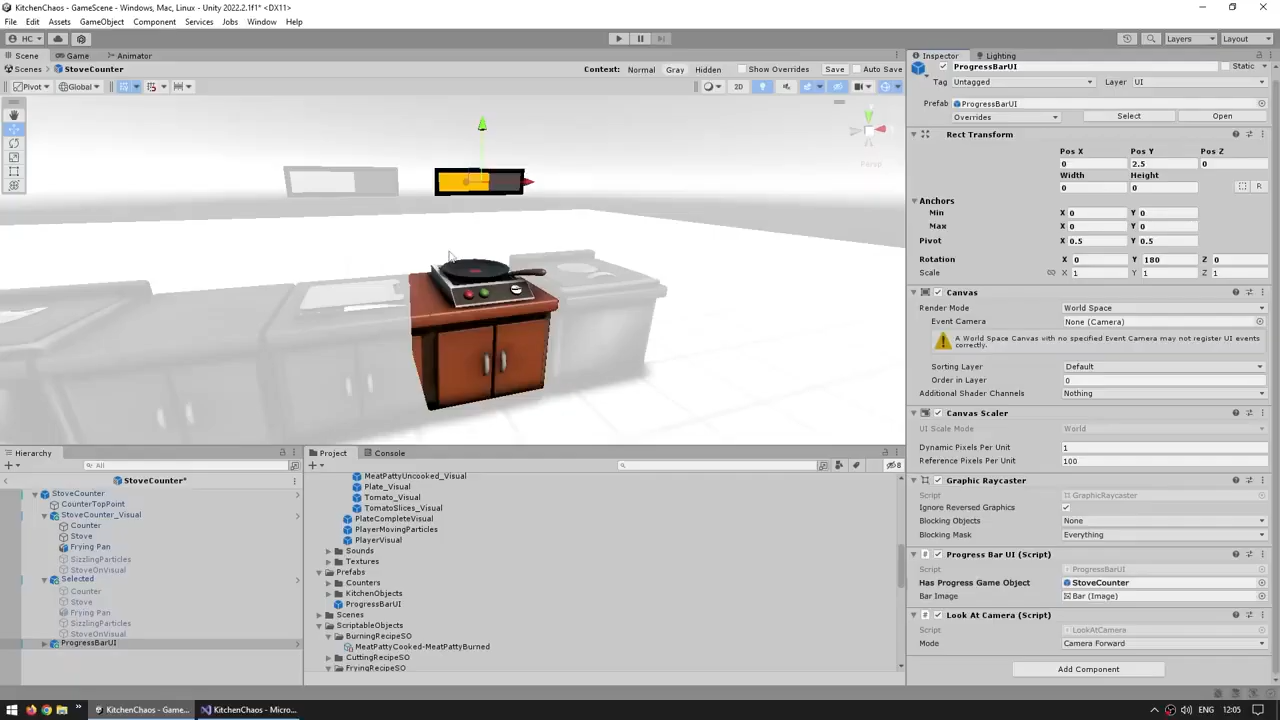 KitchenChaos - GameScene - Windows, Mac, Linux - Unity 2022.2.1f1* <DX11>
File Edit Assets GameObject Component Services Jobs Window Help
HC Layers Layout
Scene Game Animator
Scenes StoveCounter Context: Normal Gray Hidden Show Overrides Save Auto Save
Pivot Global 2D
Persp
Inspector Lighting
ProgressBarUI Static
Tag Untagged Layer UI
Prefab ProgressBarUI
Overrides Select Open
Rect Transform
Pos X Pos Y Pos Z
0 2.5 0
Width Height
0 0
Anchors
Min X 0 Y 0
Max X 0 Y 0
Pivot X 0.5 Y 0.5
Rotation X 0 Y 180 Z 0
Scale X 1 Y 1 Z 1
Canvas
Render Mode World Space
Event Camera None (Camera)
A World Space Canvas with no specified Event Camera may not register UI events
correctly.
Sorting Layer Default
Order in Layer 0
Additional Shader Channels Nothing
Canvas Scaler
UI Scale Mode World
Dynamic Pixels Per Unit 1
Reference Pixels Per Unit 100
Graphic Raycaster
Script GraphicRaycaster
Ignore Reversed Graphics
Blocking Objects None
Blocking Mask Everything
Progress Bar UI (Script)
Script ProgressBarUI
Has Progress Game Object StoveCounter
Bar Image Bar (Image)
Look At Camera (Script)
Script LookAtCamera
Mode Camera Forward
Add Component
Hierarchy
All
StoveCounter*
StoveCounter
CounterTopPoint
StoveCounter_Visual
Counter
Stove
Frying Pan
SizzlingParticles
StoveOnVisual
Selected
Counter
Stove
Frying Pan
SizzlingParticles
StoveOnVisual
ProgressBarUI
Project Console
8
MeatPattyUncooked_Visual
Plate_Visual
Tomato_Visual
TomatoSlices_Visual
PlateCompleteVisual
PlayerMovingParticles
PlayerVisual
Sounds
Textures
Prefabs
Counters
KitchenObjects
ProgressBarUI
Scenes
ScriptableObjects
BurningRecipeSO
MeatPattyCooked-MeatPattyBurned
CuttingRecipeSO
FryingRecipeSO
KitchenChaos - Game... KitchenChaos - Micro... ENG 12:05